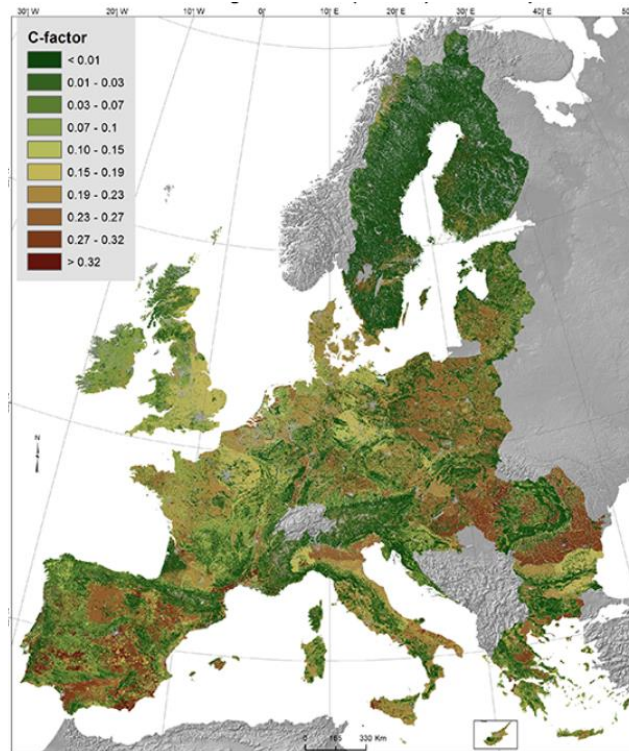 30°W 20°W 10°W 0° 10°E 20°E 30°E 40°E
C-factor
< 0.01
0.01 - 0.03
0.03 - 0.07
0.07 - 0.1
0.10 - 0.15
0.15 - 0.19
0.19 - 0.23
0.23 - 0.27
0.27 - 0.32
> 0.32
N
0 165 330 Km